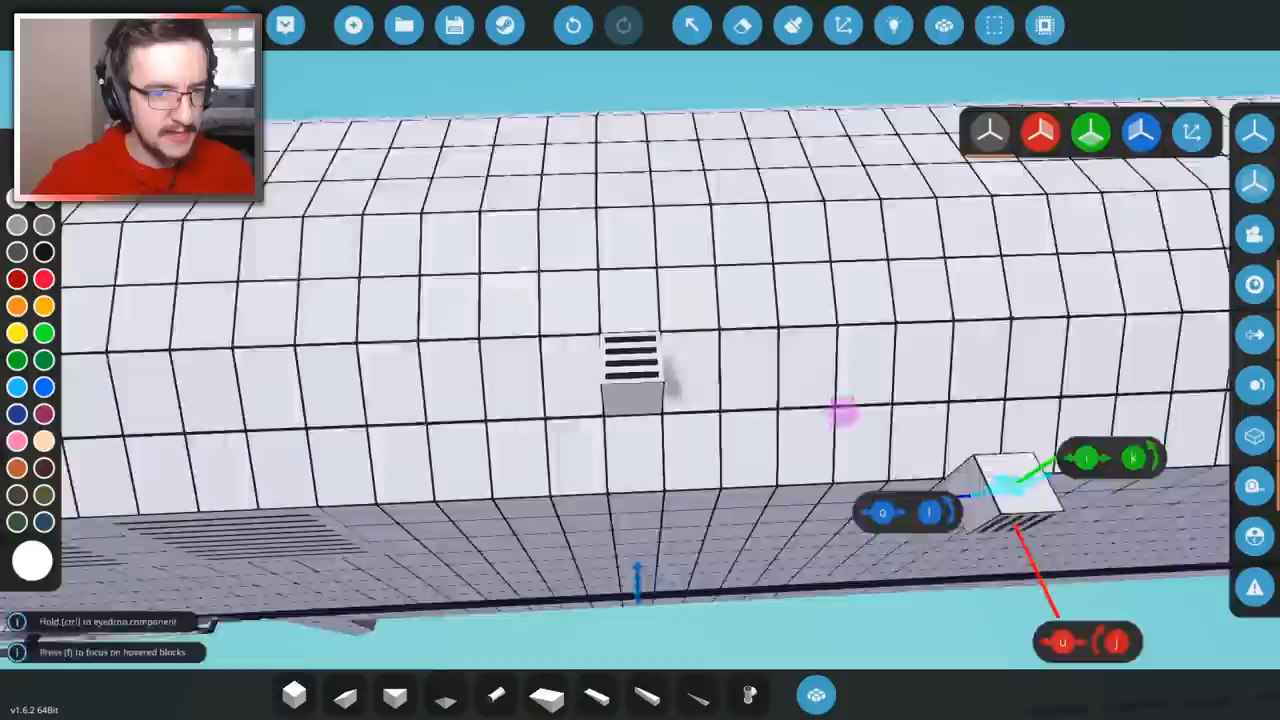 i
k
o
l
u
j
Hold [ctrl] to eyedrop component
Press [f] to focus on hovered blocks
v1.6.2 64Bit